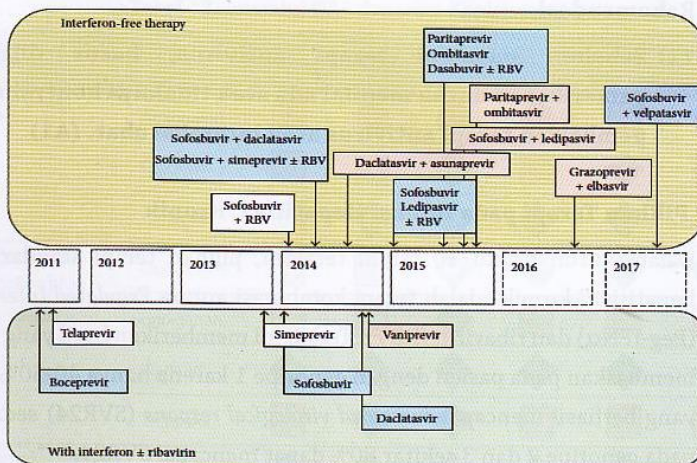 Interferon-free therapy
Paritaprevir
Ombitasvir
Dasabuvir ± RBV
Paritaprevir +
ombitasvir
Sofosbuvir
+ velpatasvir
Sofosbuvir + daclatasvir
Sofosbuvir + simeprevir ± RBV
Sofosbuvir + ledipasvir
Daclatasvir + asunaprevir
Grazoprevir
+ elbasvir
Sofosbuvir
+ RBV
Sofosbuvir
Ledipasvir
± RBV
2011
2012
2013
2014
2015
2016
2017
Telaprevir
Simeprevir
Vaniprevir
Boceprevir
Sofosbuvir
Daclatasvir
With interferon ± ribavirin